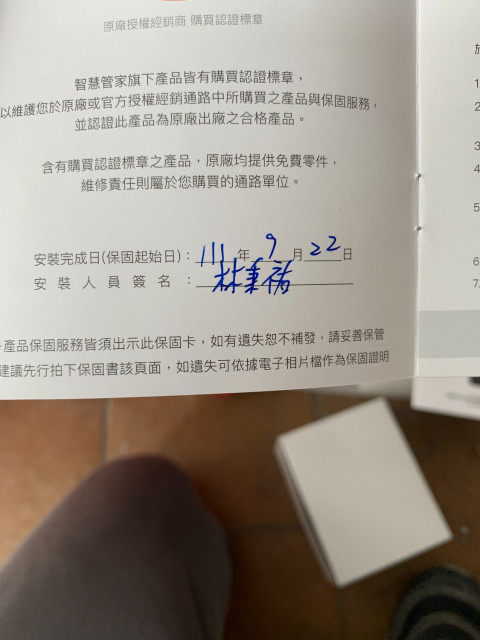 原廠授權經銷商 購買認證標章
智慧管家旗下產品皆有購買認證標章，
以維護您於原廠或官方授權經銷通路中所購買之產品與保固服務，
並認證此產品為原廠出廠之合格產品。
含有購買認證標章之產品，原廠均提供免費零件，
維修責任則屬於您購買的通路單位。
安裝完成日(保固起始日)：111年9月22日
安裝人員簽名：林秉祐
產品保固服務皆須出示此保固卡，如有遺失恕不補發，請妥善保管
建議先行拍下保固書該頁面，如遺失可依據電子相片檔作為保固證明
1.
2
3
4
5
6
7.